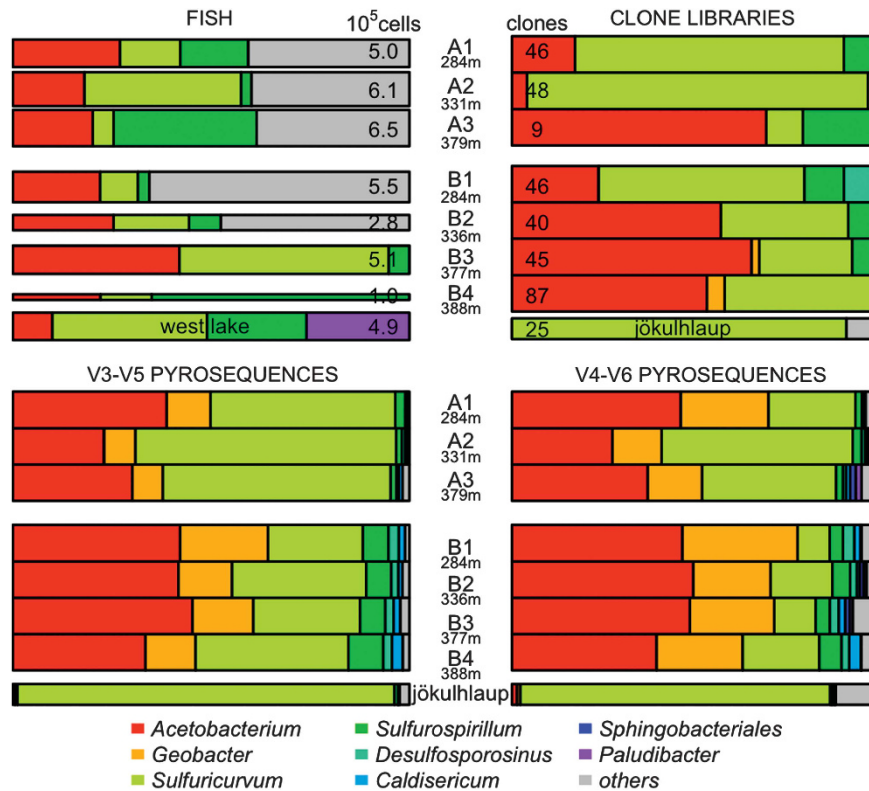 FISH 10⁵cells
5.0
6.1
6.5
5.5
2.8
5.1
1.0
west lake 4.9
A1
284m
A2
331m
A3
379m
B1
284m
B2
336m
B3
377m
B4
388m
clones CLONE LIBRARIES
46
48
9
46
40
45
87
25 jökulhlaup
V3-V5 PYROSEQUENCES
V4-V6 PYROSEQUENCES
A1
284m
A2
331m
A3
379m
B1
284m
B2
336m
B3
377m
B4
388m
jökulhlaup
Acetobacterium
Geobacter
Sulfuricurvum
Sulfurospirillum
Desulfosporosinus
Caldisericum
Sphingobacteriales
Paludibacter
others